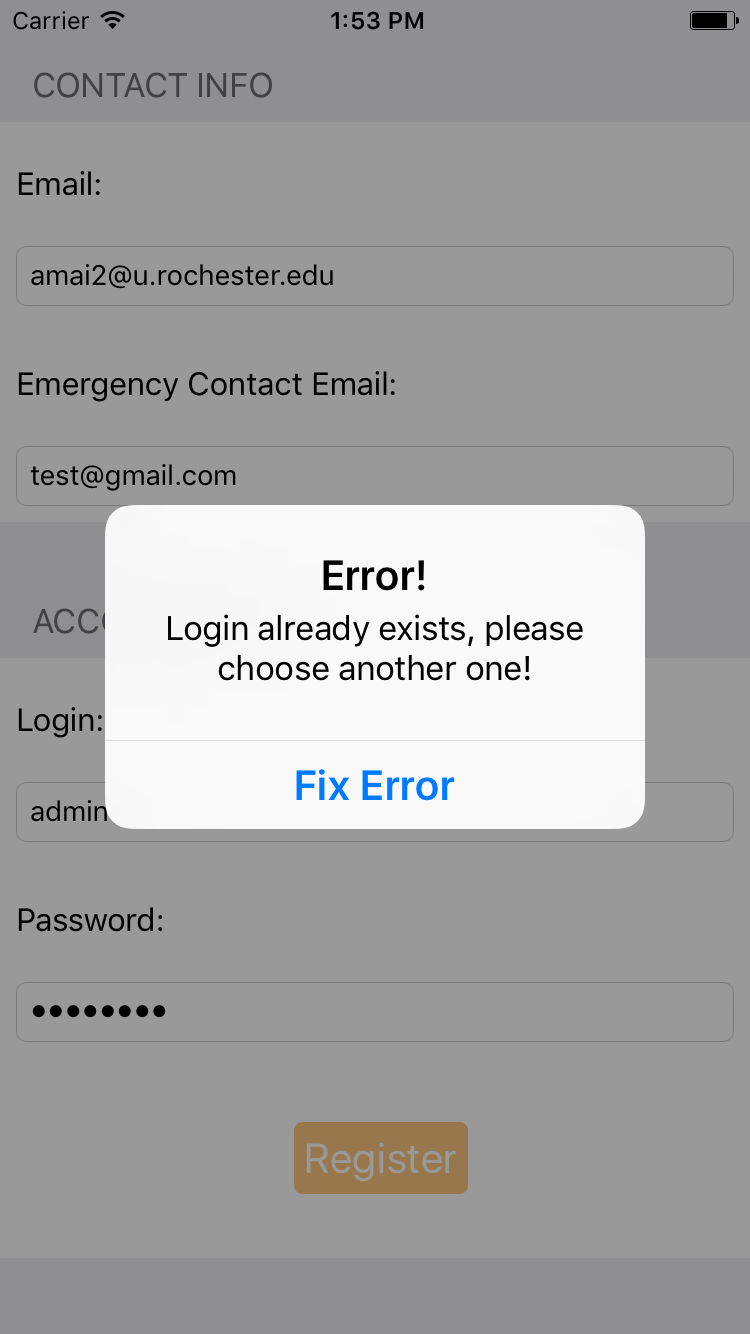 Carrier 1:53 PM
CONTACT INFO
Email:
amai2@u.rochester.edu
Emergency Contact Email:
test@gmail.com
Error!
Login already exists, please
choose another one!
Login:
Fix Error
admin
Password:
••••••••
Register